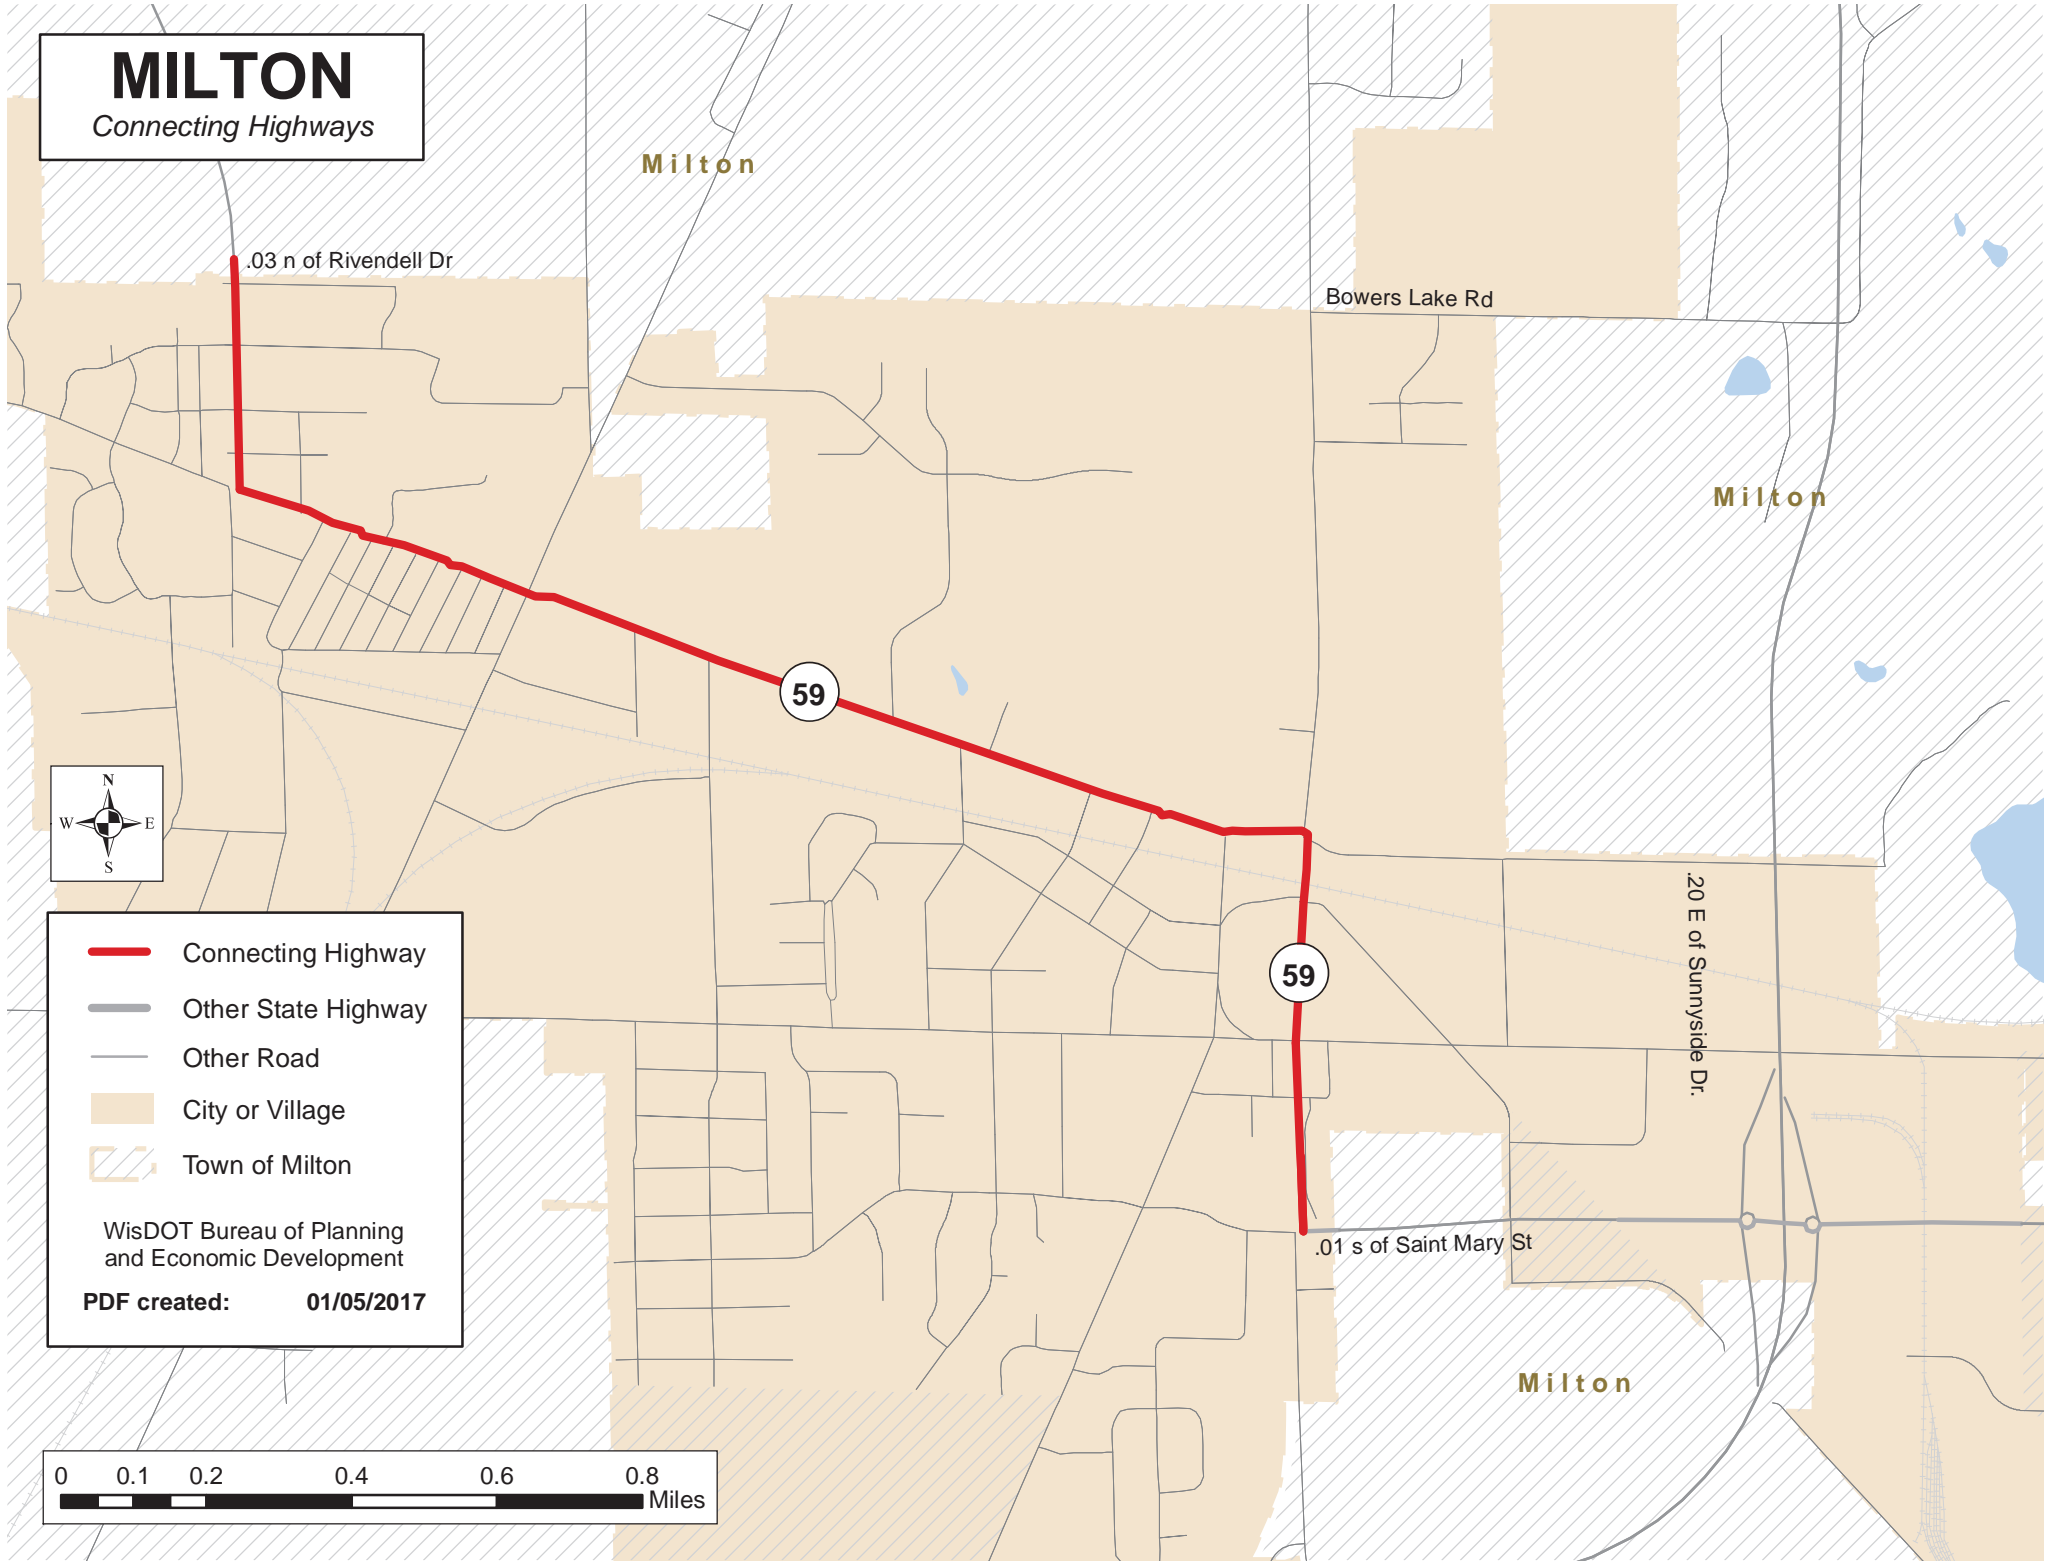 MILTON
Connecting Highways
Milton
.03 n of Rivendell Dr
Bowers Lake Rd
Milton
59
N
W E
S
.20 E of Sunnyside Dr.
59
Connecting Highway
Other State Highway
Other Road
City or Village
Town of Milton
WisDOT Bureau of Planning
and Economic Development
PDF created: 01/05/2017
.01 s of Saint Mary St
Milton
0 0.1 0.2 0.4 0.6 0.8
Miles